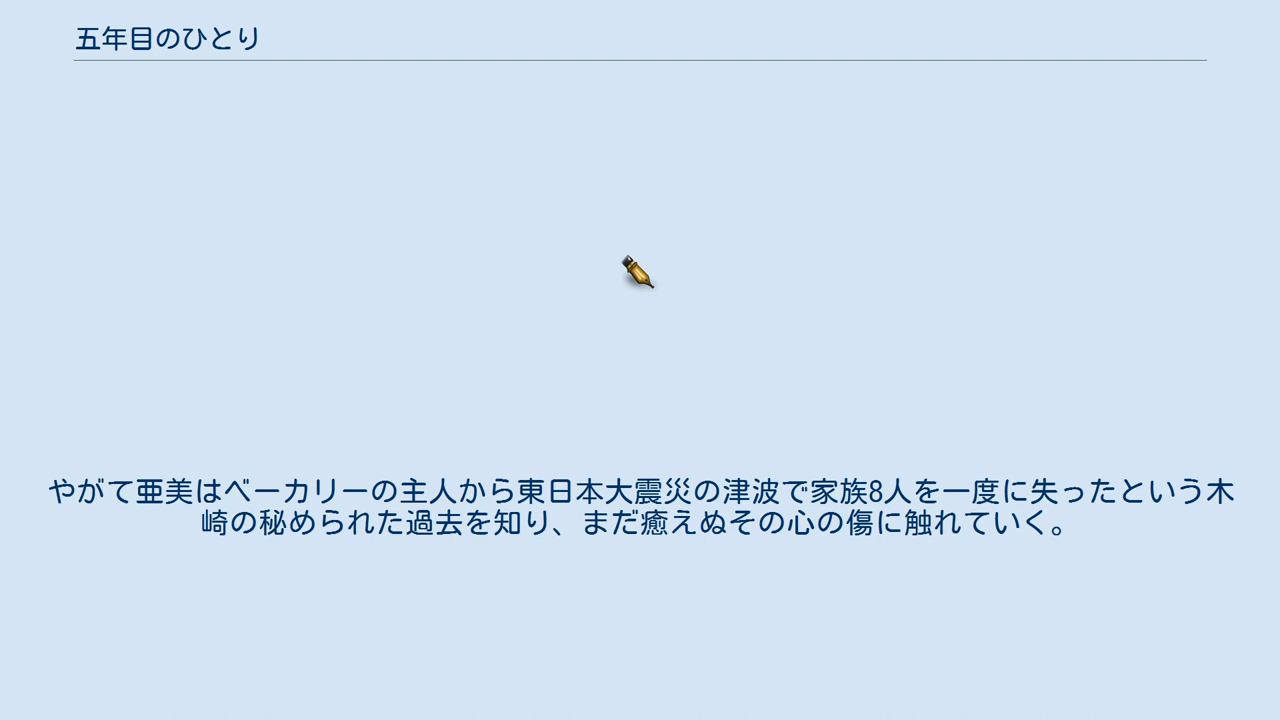 五年目のひとり
やがて亜美はベーカリーの主人から東日本大震災の津波で家族8人を一度に失ったという木
崎の秘められた過去を知り、まだ癒えぬその心の傷に触れていく。